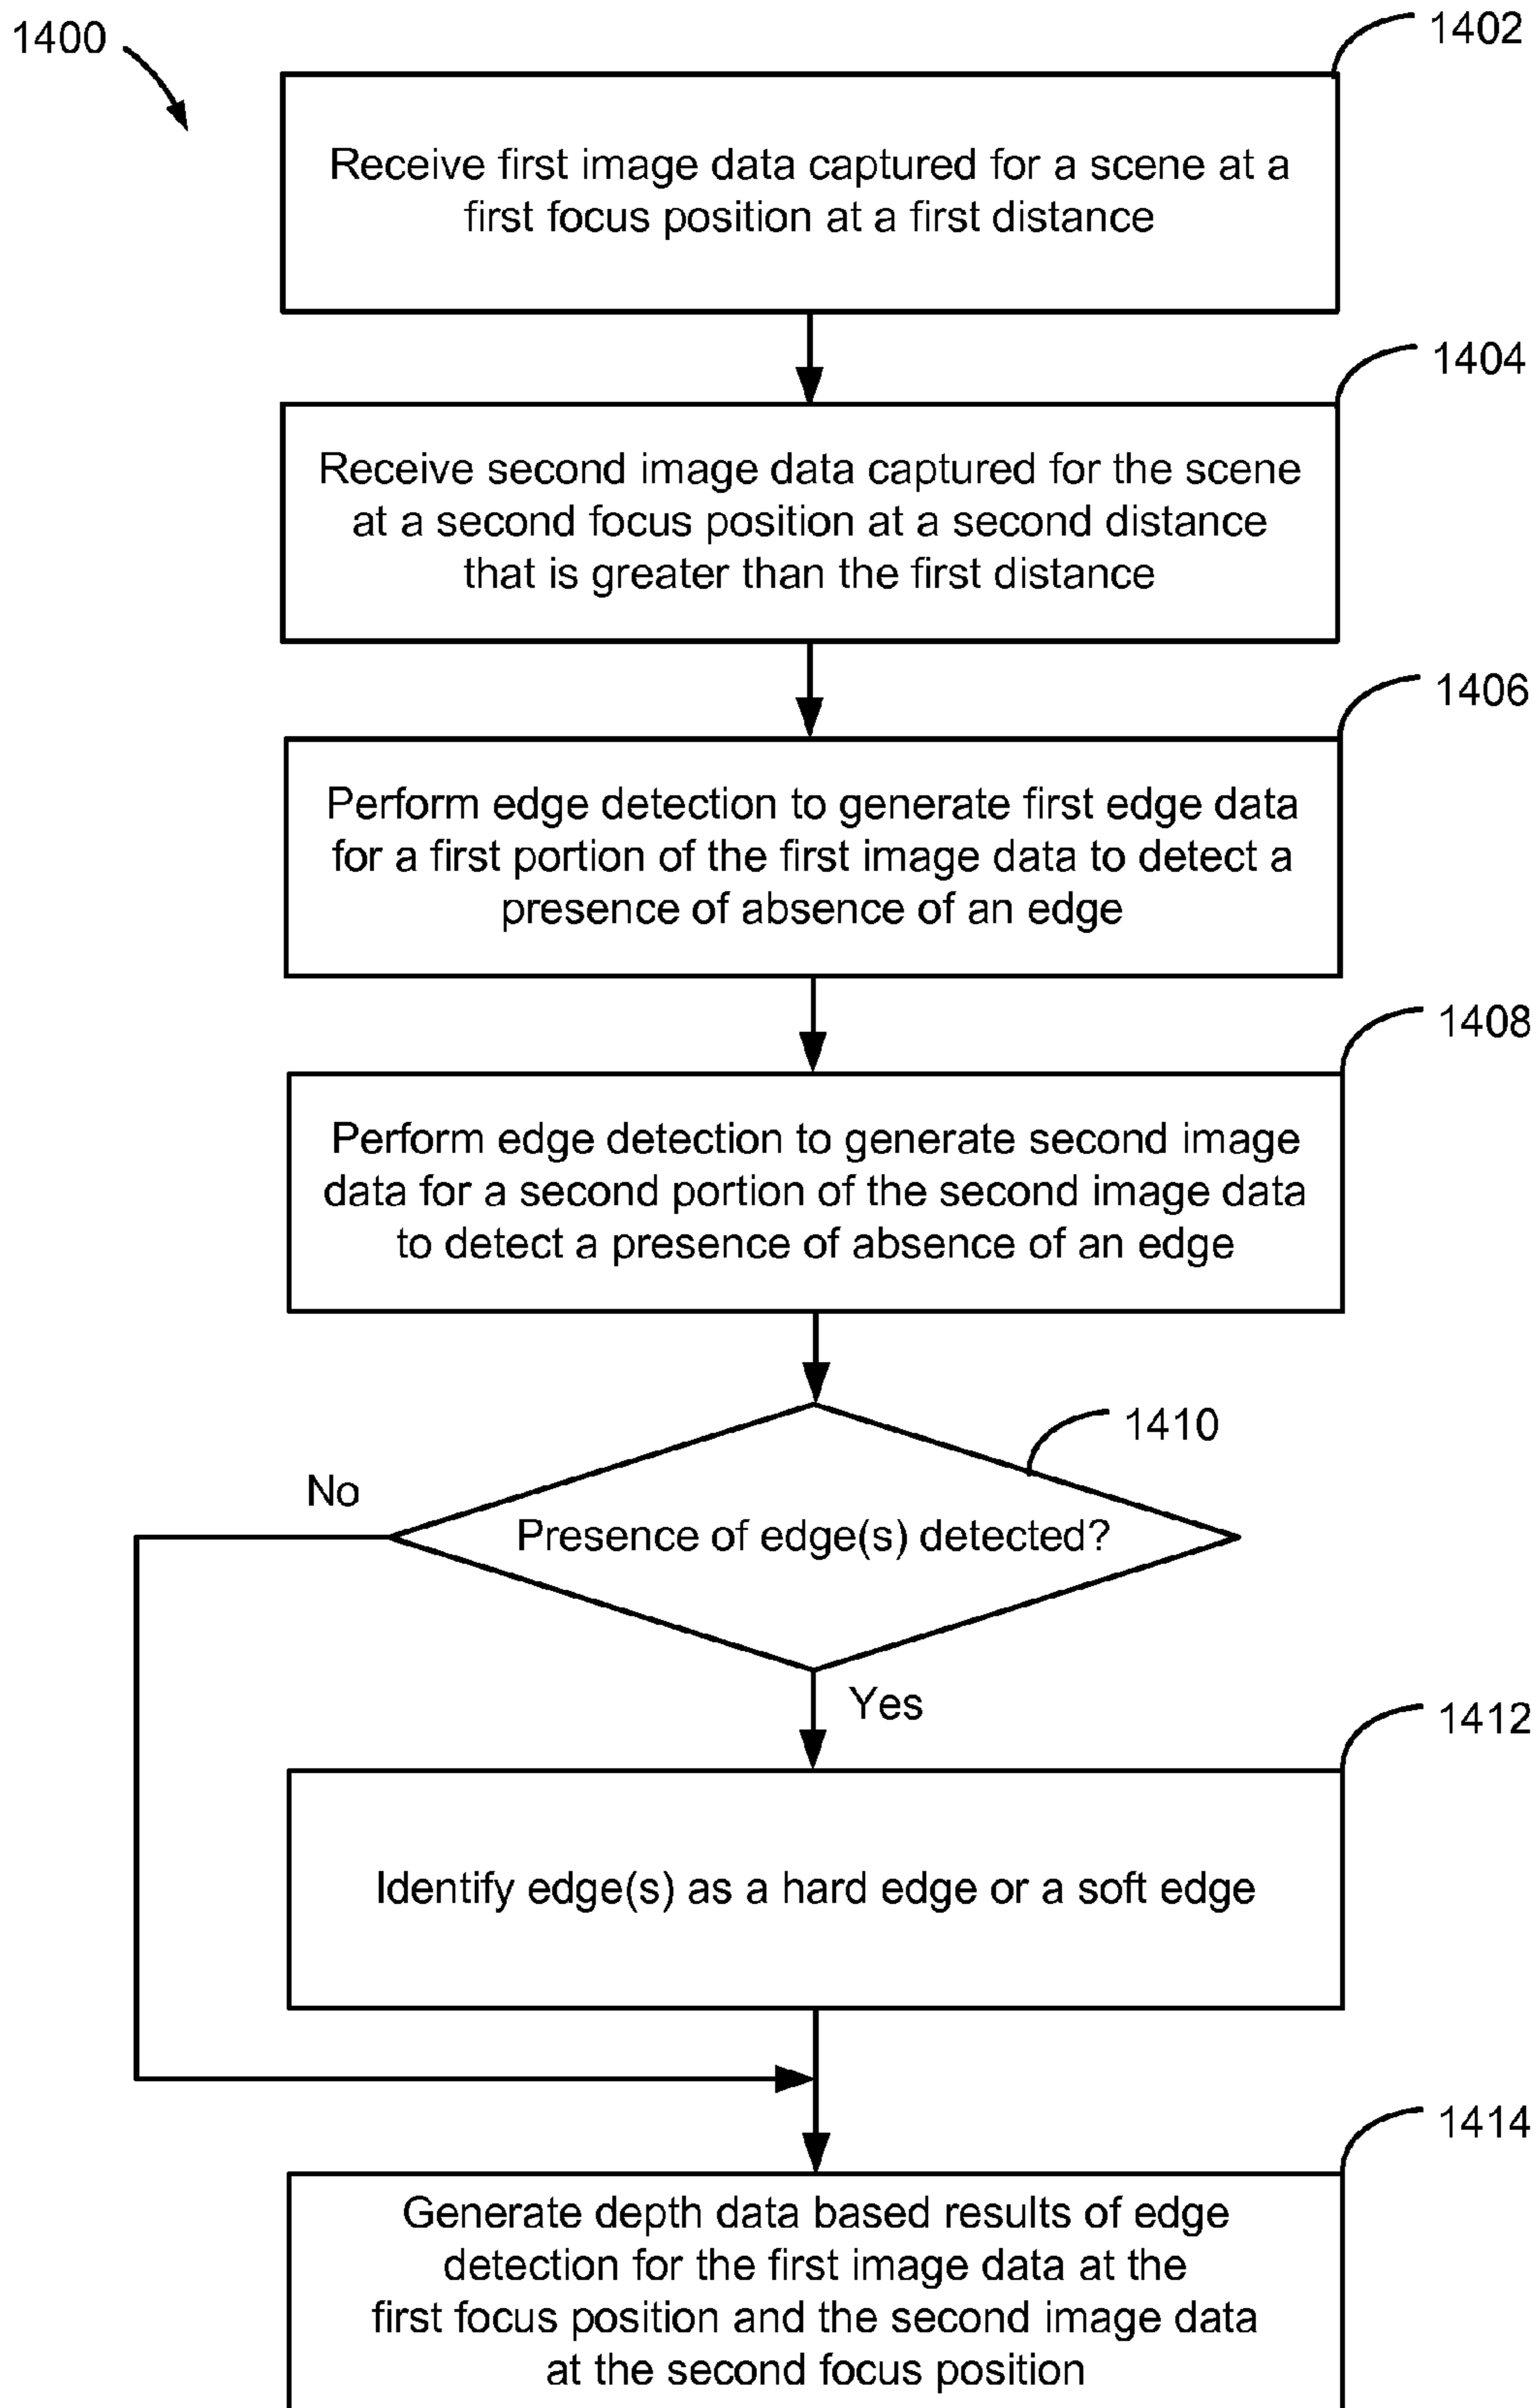 1400
1402
Receive first image data captured for a scene at a
first focus position at a first distance
1404
Receive second image data captured for the scene
at a second focus position at a second distance
that is greater than the first distance
1406
Perform edge detection to generate first edge data
for a first portion of the first image data to detect a
presence of absence of an edge
1408
Perform edge detection to generate second image
data for a second portion of the second image data
to detect a presence of absence of an edge
1410
No
Presence of edge(s) detected?
Yes
1412
Identify edge(s) as a hard edge or a soft edge
1414
Generate depth data based results of edge
detection for the first image data at the
first focus position and the second image data
at the second focus position